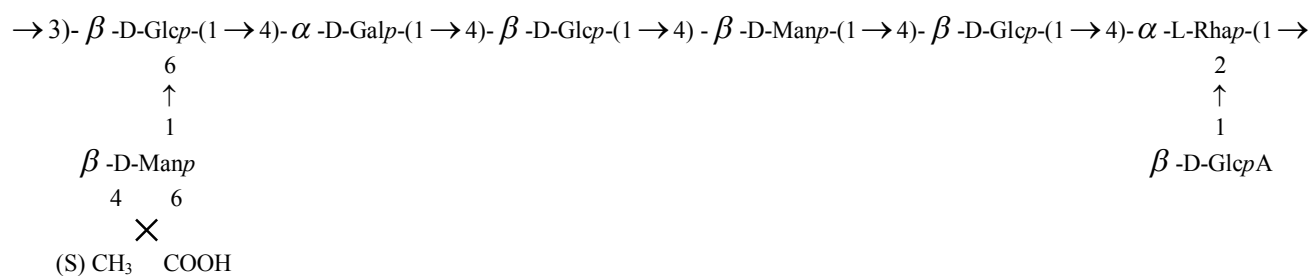 → 3)- β -D-Glcp-(1 → 4)- α -D-Galp-(1 → 4)- β -D-Glcp-(1 → 4) - β -D-Manp-(1 → 4)- β -D-Glcp-(1 → 4)- α -L-Rhap-(1 →
6 2
↑ ↑
1 1
β -D-Manp β -D-GlcpA
4 6
(S) CH₃ COOH